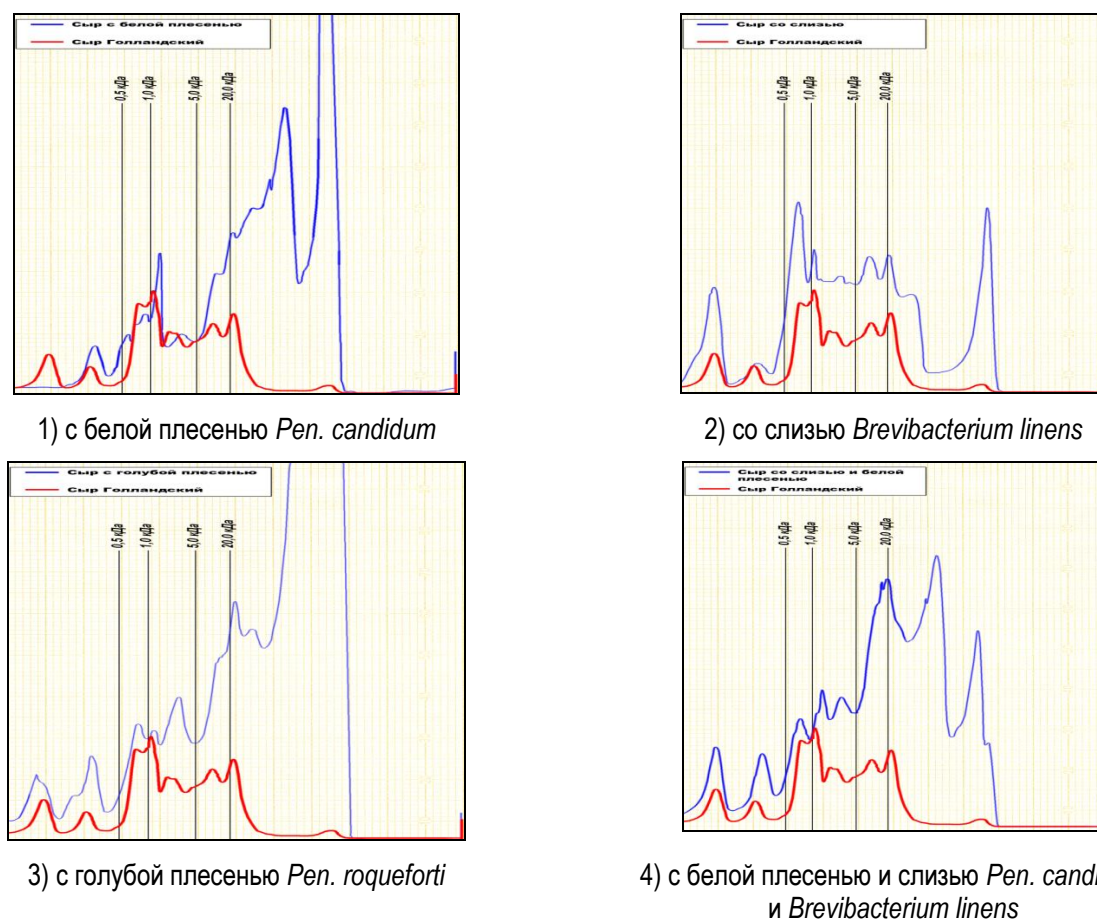 Сыр с белой плесенью
Сыр Голландский
0,5 кДа
1,0 кДа
5,0 кДа
20,0 кДа
1) с белой плесенью Pen. candidum
Сыр со слизью
Сыр Голландский
0,5 кДа
1,0 кДа
5,0 кДа
20,0 кДа
2) со слизью Brevibacterium linens
Сыр с голубой плесенью
Сыр Голландский
0,5 кДа
1,0 кДа
5,0 кДа
20,0 кДа
3) с голубой плесенью Pen. roqueforti
Сыр со слизью и белой
плесенью
Сыр Голландский
0,5 кДа
1,0 кДа
5,0 кДа
20,0 кДа
4) с белой плесенью и слизью Pen.
и Brevibacterium linens